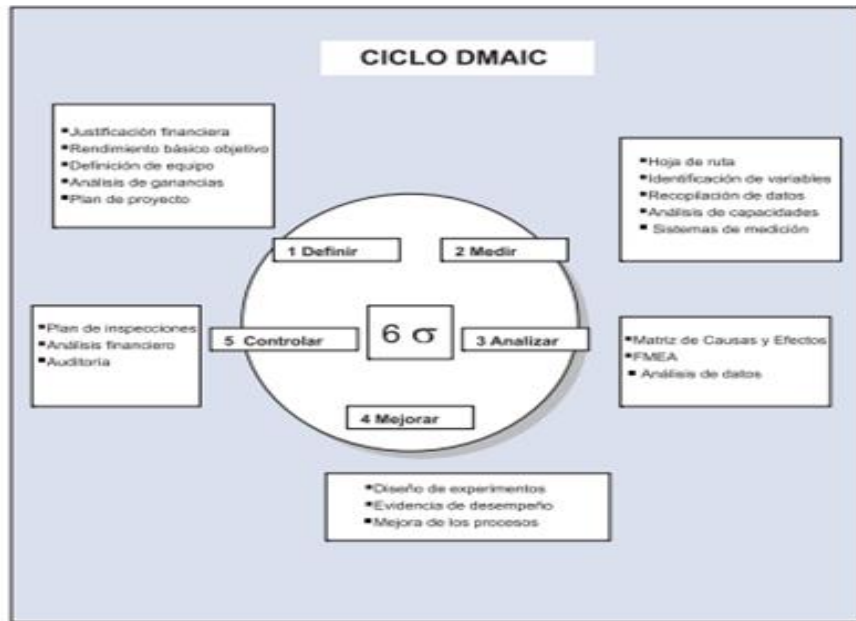 CICLO DMAIC
▪Justificación financiera
▪Rendimiento básico objetivo
▪Definición de equipo
▪Análisis de ganancias
▪Plan de proyecto
▪Hoja de ruta
▪Identificación de variables
▪Recopilación de datos
▪Análisis de capacidades
▪ Sistemas de medición
1 Definir
2 Medir
▪Plan de inspecciones
▪Análisis financiero
▪Auditoría
5 Controlar
6 σ
3 Analizar
▪Matriz de Causas y Efectos
▪FMEA
▪ Análisis de datos
4 Mejorar
▪Diseño de experimentos
▪Evidencia de desempeño
▪Mejora de los procesos